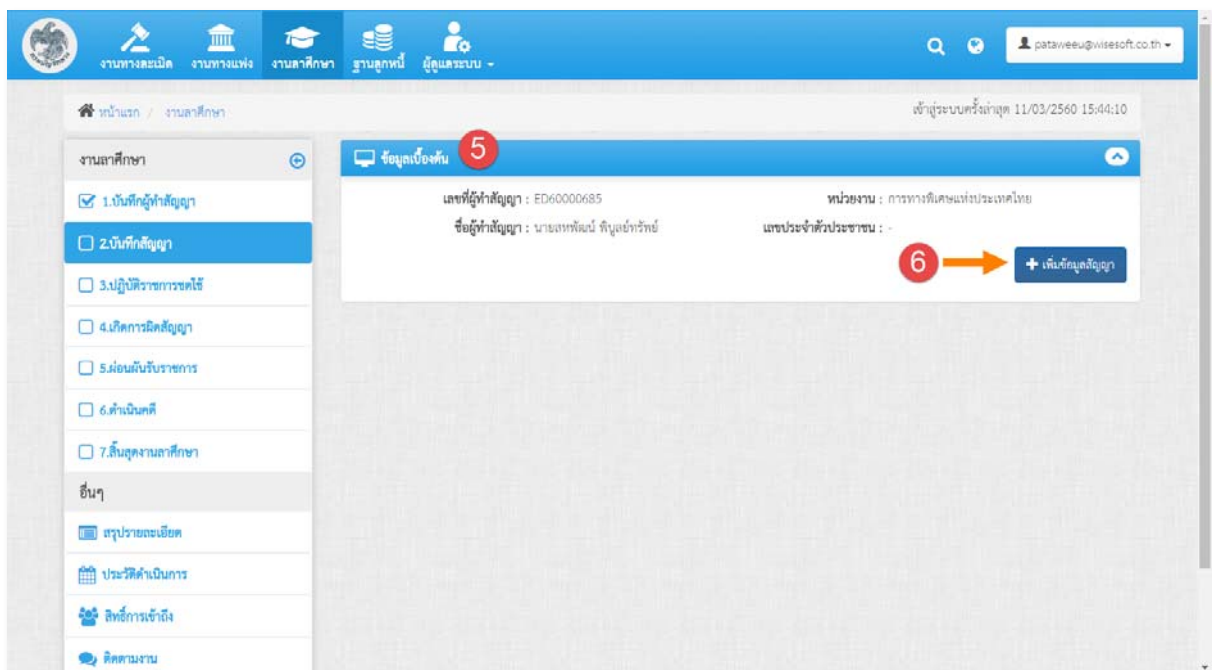 งานทางละเมิด งานทางแพ่ง งานลาศึกษา ฐานลูกหนี้ ผู้ดูแลระบบ
pataweeu@wisesoft.co.th
หน้าแรก / งานลาศึกษา
เข้าสู่ระบบครั้งล่าสุด 11/03/2560 15:44:10
งานลาศึกษา
ข้อมูลเบื้องต้น 5
1.บันทึกผู้ทำสัญญา
เลขที่ผู้ทำสัญญา : ED60000685 หน่วยงาน : การทางพิเศษแห่งประเทศไทย
ชื่อผู้ทำสัญญา : นายสหพัฒน์ พิบูลย์ทรัพย์ เลขประจำตัวประชาชน : -
2.บันทึกสัญญา
6 + เพิ่มข้อมูลสัญญา
3.ปฏิบัติราชการชดใช้
4.เกิดการผิดสัญญา
5.ผ่อนผันรับราชการ
6.ดำเนินคดี
7.สิ้นสุดงานลาศึกษา
อื่นๆ
สรุปรายละเอียด
ประวัติดำเนินการ
สิทธิ์การเข้าถึง
ติดตามงาน